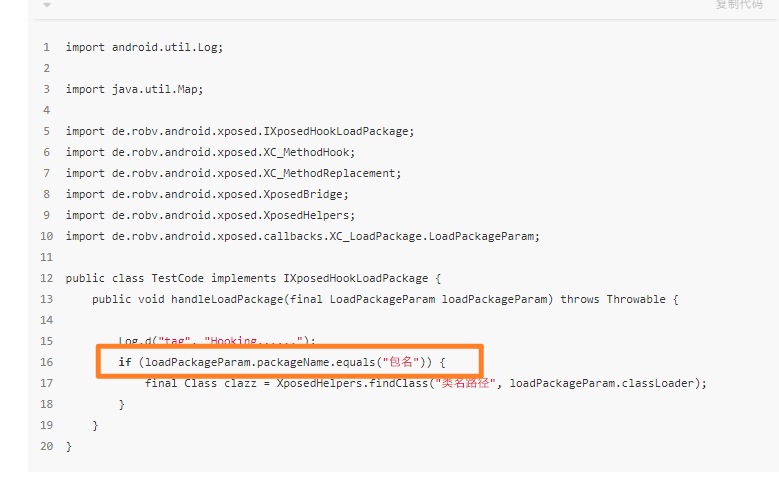 复制代码
1 import android.util.Log;
2
3 import java.util.Map;
4
5 import de.robv.android.xposed.IXposedHookLoadPackage;
6 import de.robv.android.xposed.XC_MethodHook;
7 import de.robv.android.xposed.XC_MethodReplacement;
8 import de.robv.android.xposed.XposedBridge;
9 import de.robv.android.xposed.XposedHelpers;
10 import de.robv.android.xposed.callbacks.XC_LoadPackage.LoadPackageParam;
11
12 public class TestCode implements IXposedHookLoadPackage {
13     public void handleLoadPackage(final LoadPackageParam loadPackageParam) throws Throwable {
14
15         Log.d("tag", "Hooking......");
16         if (loadPackageParam.packageName.equals("包名")) {
17             final Class clazz = XposedHelpers.findClass("类名路径", loadPackageParam.classLoader);
18         }
19     }
20 }